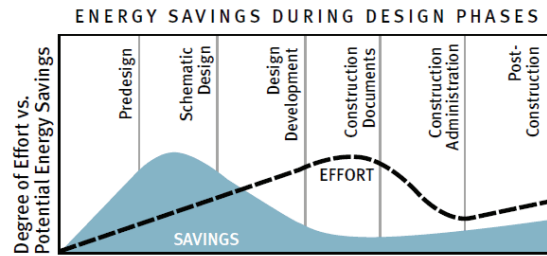 ENERGY SAVINGS DURING DESIGN PHASES
Degree of Effort vs.
Potential Energy Savings
Predesign
Schematic
Design
Design
Development
Construction
Documents
Construction
Administration
Post-
Construction
EFFORT
SAVINGS